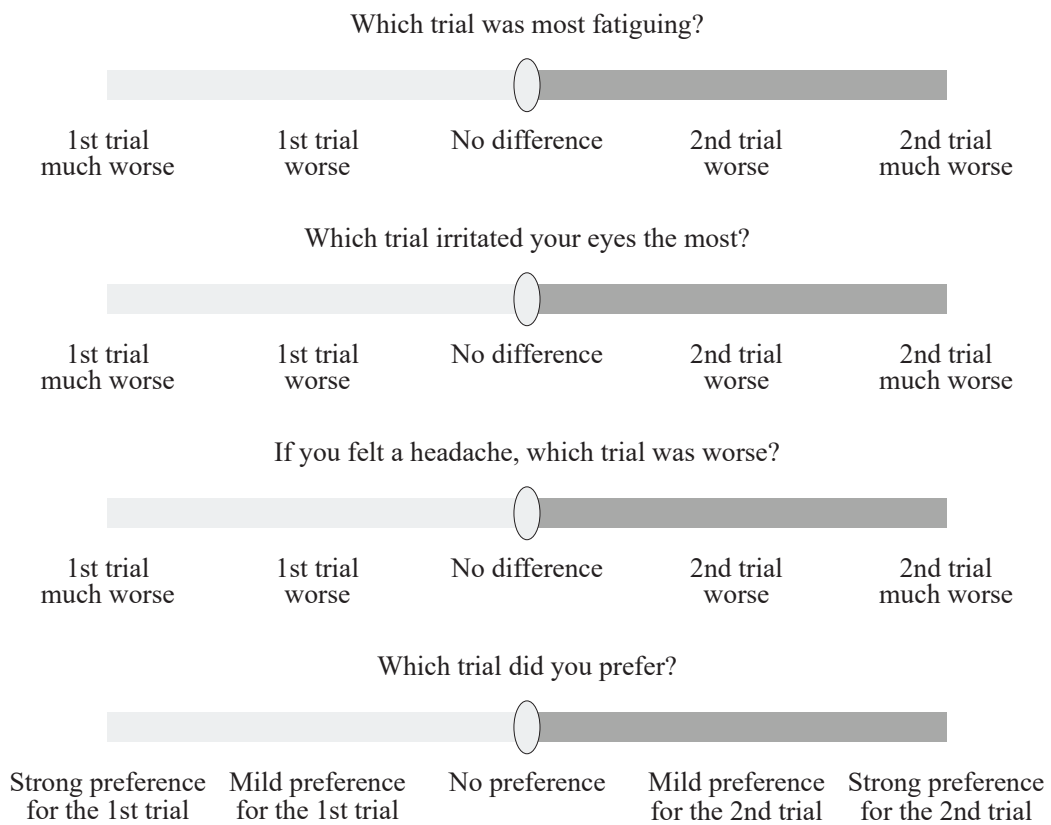 Which trial was most fatiguing?
1st trial
much worse
1st trial
worse
No difference
2nd trial
worse
2nd trial
much worse
Which trial irritated your eyes the most?
1st trial
much worse
1st trial
worse
No difference
2nd trial
worse
2nd trial
much worse
If you felt a headache, which trial was worse?
1st trial
much worse
1st trial
worse
No difference
2nd trial
worse
2nd trial
much worse
Which trial did you prefer?
Strong preference
for the 1st trial
Mild preference
for the 1st trial
No preference
Mild preference
for the 2nd trial
Strong preference
for the 2nd trial